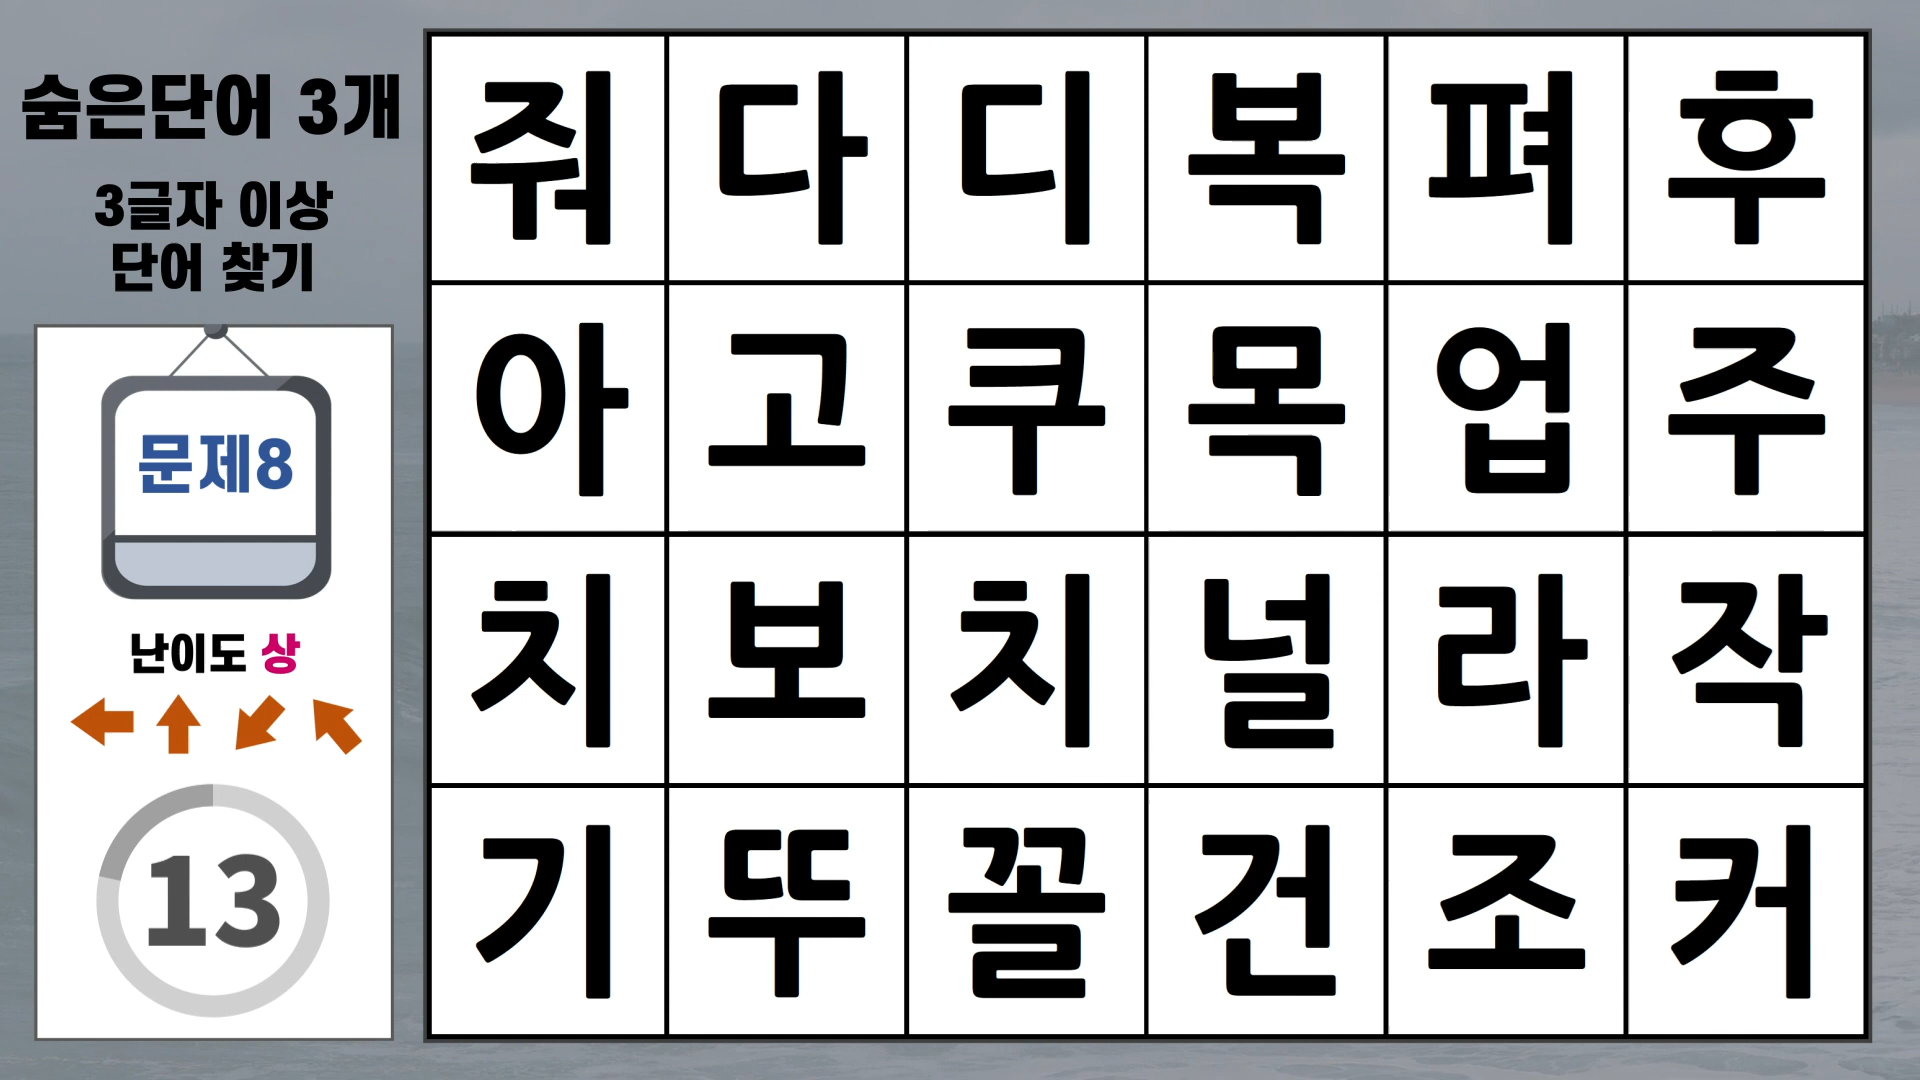 숨은단어 3개
3글자 이상
단어 찾기
문제8
난이도 상
13
줘 다 디 복 펴 후
아 고 쿠 목 업 주
치 보 치 널 라 작
기 뚜 꼴 건 조 커